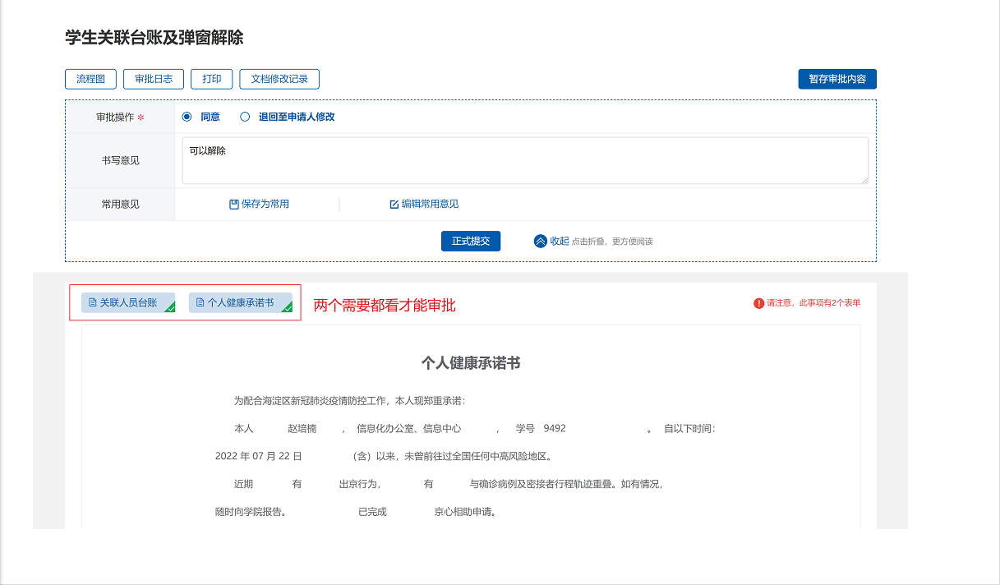 学生关联台账及弹窗解除
流程图 审批日志 打印 文档修改记录 暂存审批内容
审批操作 * 同意 退回至申请人修改
书写意见 可以解除
常用意见 保存为常用 编辑常用意见
正式提交 收起 点击折叠，更方便阅读
关联人员台账 个人健康承诺书 两个需要都看才能审批 ! 请注意，此事项有2个表单
个人健康承诺书
为配合海淀区新冠肺炎疫情防控工作，本人现郑重承诺：
本人 赵培楠 ， 信息化办公室、信息中心 ， 学号 9492 。 自以下时间：
2022 年 07 月 22 日 （含）以来，未曾前往过全国任何中高风险地区。
近期 有 出京行为， 有 与确诊病例及密接者行程轨迹重叠。如有情况，
随时向学院报告。 已完成 京心相助申请。